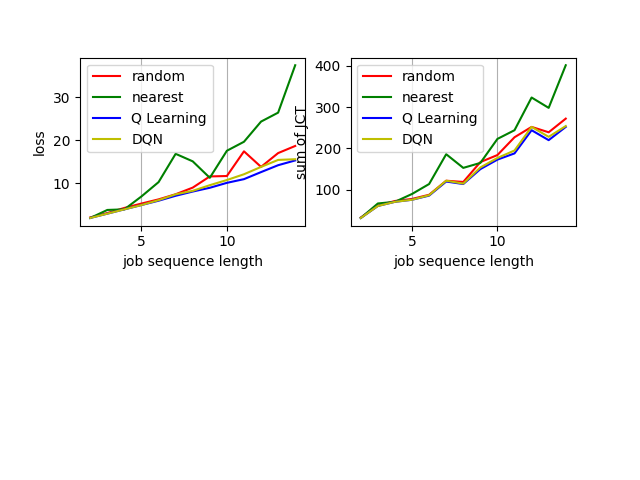 random
nearest
Q Learning
DQN
loss
30
20
10
5
10
job sequence length
random
nearest
Q Learning
DQN
sum of JCT
400
300
200
100
5
10
job sequence length